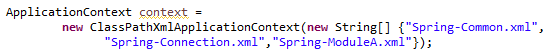 ApplicationContext context =
new ClassPathXmlApplicationContext(new String[] {"Spring-Common.xml",
"Spring-Connection.xml","Spring-ModuleA.xml"});